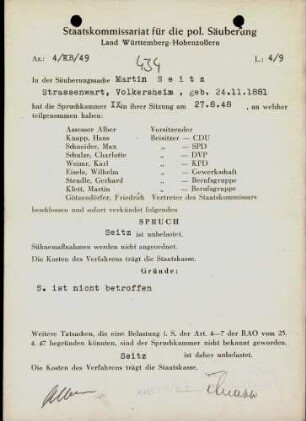 Staatskommissariat für die pol. Säuberung
Land Württemberg-Hohenzollern
Az.: 4/KB/49 434 L.: 4/9
In der Säuberungssache Martin Seitz
Strassenwart, Volkersheim , geb. 24.11.1881
hat die Spruchkammer IX in ihrer Sitzung am 27.8.48 , an welcher
teilgenommen haben:
Assessor Alber Vorsitzender
Knapp, Hans Beisitzer — CDU
Schneider, Max „ — SPD
Schulze, Charlotte „ — DVP
Weimer, Karl „ — KPD
Eisele, Wilhelm „ — Gewerkschaft
Steudle, Gerhard „ — Berufsgruppe
Klett, Martin „ — Berufsgruppe
Götzendörfer, Friedrich Vertreter des Staatskommissars
beschlossen und sofort verkündet folgenden
SPRUCH
Seitz ist unbelastet.
Sühnemaßnahmen werden nicht angeordnet.
Die Kosten des Verfahrens trägt die Staatskasse.
Gründe:
S. ist nicht betroffen
Weitere Tatsachen, die eine Belastung i. S. der Art. 4—7 der RAO vom 25.
4. 47 begründen könnten, sind der Spruchkammer nicht bekannt geworden.
Seitz ist daher unbelastet.
Die Kosten des Verfahrens trägt die Staatskasse.
Alber Knapp